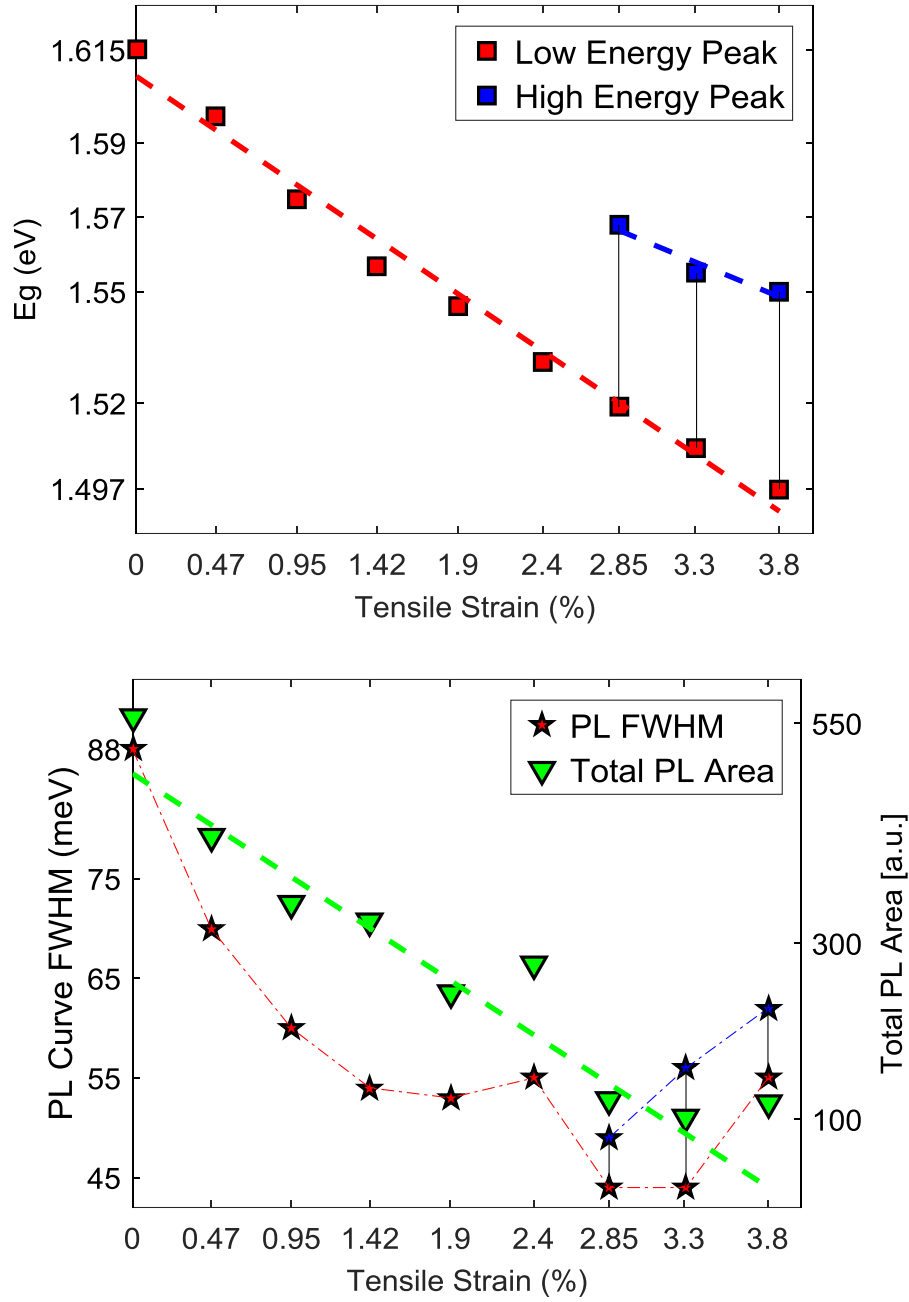 1.615
1.59
1.57
1.55
1.52
1.497
Eg (eV)
Low Energy Peak
High Energy Peak
0 0.47 0.95 1.42 1.9 2.4 2.85 3.3 3.8
Tensile Strain (%)
88
75
65
55
45
PL Curve FWHM (meV)
PL FWHM
Total PL Area
550
300
100
Total PL Area [a.u.]
0 0.47 0.95 1.42 1.9 2.4 2.85 3.3 3.8
Tensile Strain (%)